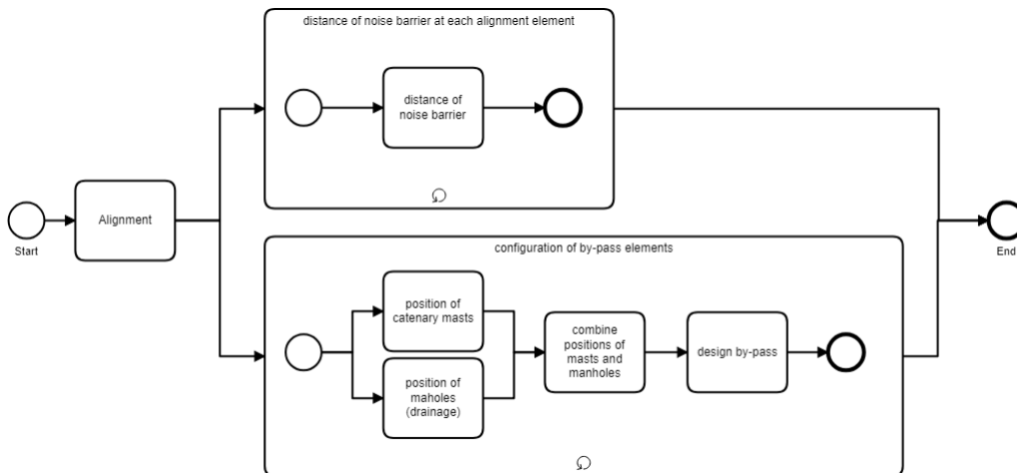 distance of noise barrier at each alignment element
distance of
noise barrier
Alignment
Start
End
configuration of by-pass elements
position of
catenary masts
position of
maholes
(drainage)
combine
positions of
masts and
manholes
design by-pass